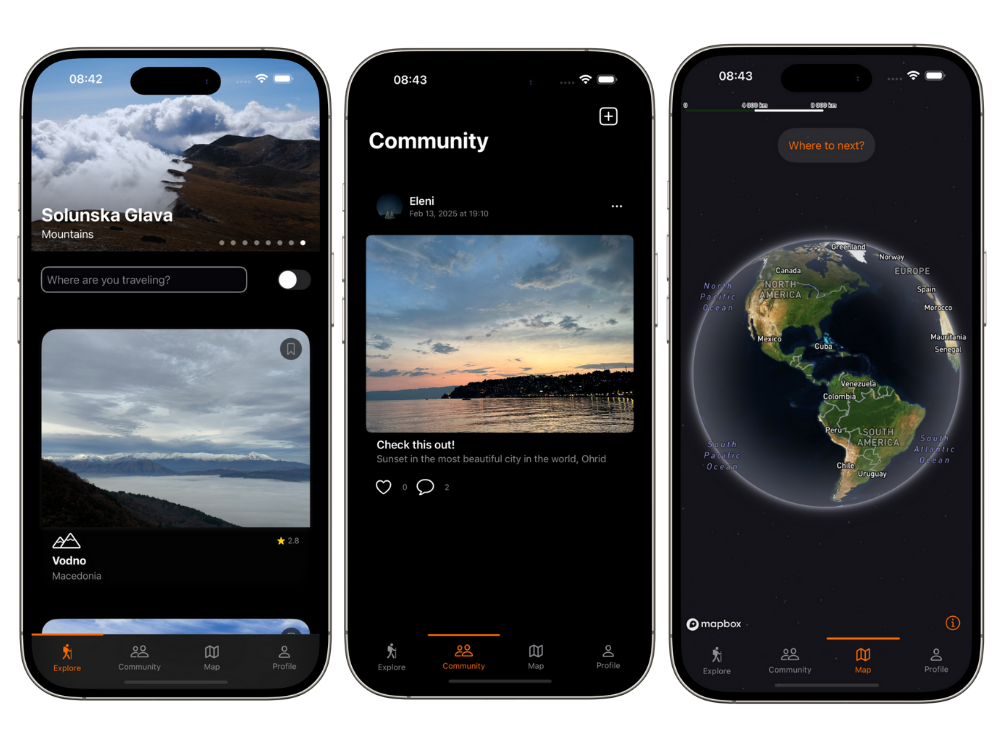 08:42
Solunska Glava
Mountains
Where are you traveling?
2.8
Vodno
Macedonia
Explore
Community
Map
Profile
08:43
Community
Eleni
Feb 13, 2025 at 19:10
Check this out!
Sunset in the most beautiful city in the world, Ohrid
0
2
Explore
Community
Map
Profile
08:43
0
Where to next?
Greenland
Norway
EUROPE
Canada
Spain
North
Pacific
Ocean
NORTH
AMERICA
Morocco
Mexico
Cuba
Mauritania
Senegal
Venezuela
Colombia
Peru
SOUTH
AMERICA
South
Pacific
Ocean
South
Atlantic
Ocean
Chile
Uruguay
mapbox
Explore
Community
Map
Profile